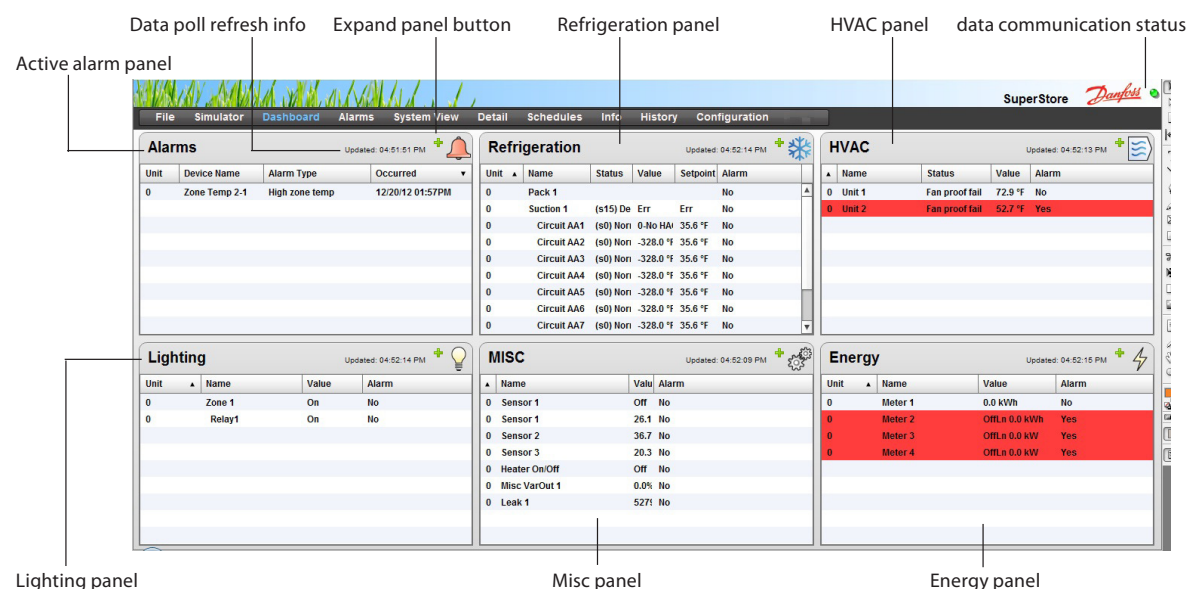 Data poll refresh info
Expand panel button
Refrigeration panel
HVAC panel
data communication status
Active alarm panel
SuperStore
Danfoss
File Simulator Dashboard Alarms System View Detail Schedules Info History Configuration
Alarms
Updated: 04:51:51 PM
Unit Device Name Alarm Type Occurred
0 Zone Temp 2-1 High zone temp 12/20/12 01:57PM
Refrigeration
Updated: 04:52:14 PM
Unit Name Status Value Setpoint Alarm
0 Pack 1 No
0 Suction 1 (s15) De Err Err No
0 Circuit AA1 (s0) Nor 0-No HA 35.6 °F No
0 Circuit AA2 (s0) Nor -328.0 °F 35.6 °F No
0 Circuit AA3 (s0) Nor -328.0 °F 35.6 °F No
0 Circuit AA4 (s0) Nor -328.0 °F 35.6 °F No
0 Circuit AA5 (s0) Nor -328.0 °F 35.6 °F No
0 Circuit AA6 (s0) Nor -328.0 °F 35.6 °F No
0 Circuit AA7 (s0) Nor -328.0 °F 35.6 °F No
HVAC
Updated: 04:52:13 PM
Name Status Value Alarm
0 Unit 1 Fan proof fail 72.9 °F No
0 Unit 2 Fan proof fail 52.7 °F Yes
Lighting
Updated: 04:52:14 PM
Unit Name Value Alarm
0 Zone 1 On No
0 Relay1 On No
MISC
Updated: 04:52:09 PM
Name Valu Alarm
0 Sensor 1 Off No
0 Sensor 1 26.1 No
0 Sensor 2 36.7 No
0 Sensor 3 20.3 No
0 Heater On/Off Off No
0 Misc VarOut 1 0.0% No
0 Leak 1 527 No
Energy
Updated: 04:52:15 PM
Unit Name Value Alarm
0 Meter 1 0.0 kWh No
0 Meter 2 OffLn 0.0 kWh Yes
0 Meter 3 OffLn 0.0 kW Yes
0 Meter 4 OffLn 0.0 kW Yes
Lighting panel
Misc panel
Energy panel